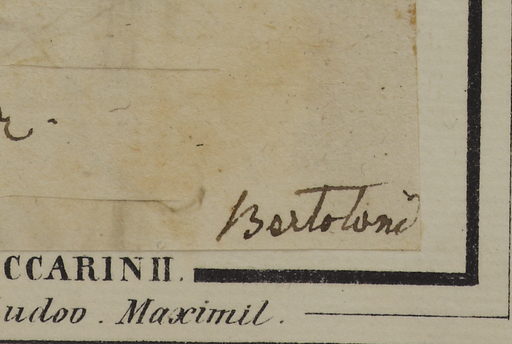 r.
Bertoloni
CCARINII.
udov. Maximil.